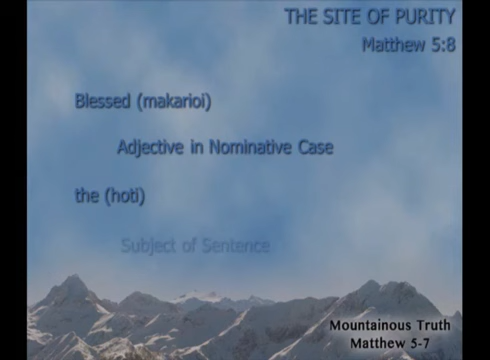 THE SITE OF PURITY
Matthew 5:8
Blessed (makarioi)
Adjective in Nominative Case
the (hoti)
Subject of Sentence
Mountainous Truth
Matthew 5-7